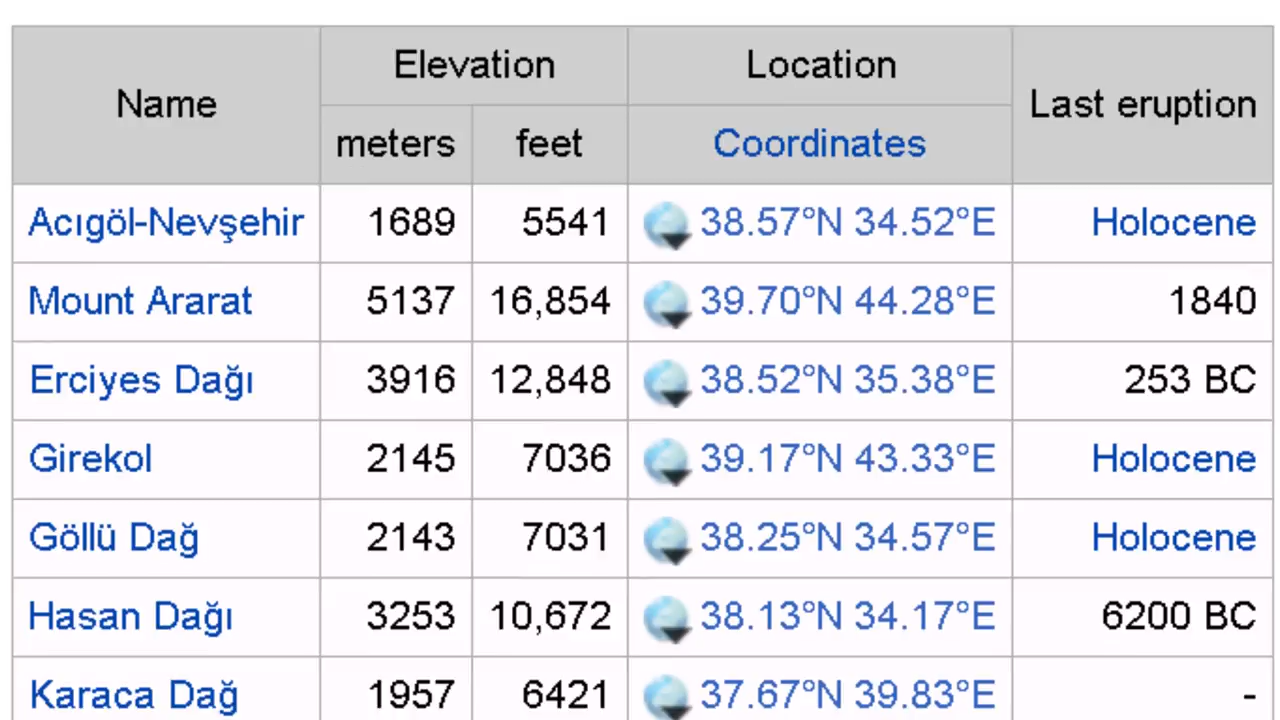 Name Elevation Location Last eruption
meters feet Coordinates
Acıgöl-Nevşehir 1689 5541 38.57°N 34.52°E Holocene
Mount Ararat 5137 16,854 39.70°N 44.28°E 1840
Erciyes Dağı 3916 12,848 38.52°N 35.38°E 253 BC
Girekol 2145 7036 39.17°N 43.33°E Holocene
Göllü Dağ 2143 7031 38.25°N 34.57°E Holocene
Hasan Dağı 3253 10,672 38.13°N 34.17°E 6200 BC
Karaca Dağ 1957 6421 37.67°N 39.83°E -